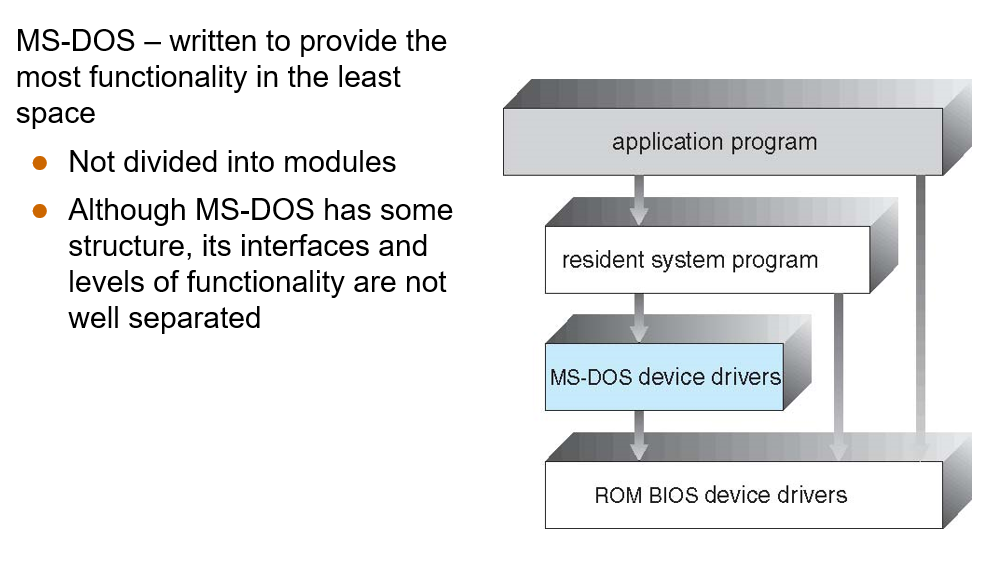 MS-DOS – written to provide the
most functionality in the least
space
● Not divided into modules
● Although MS-DOS has some
structure, its interfaces and
levels of functionality are not
well separated
application program
resident system program
MS-DOS device drivers
ROM BIOS device drivers